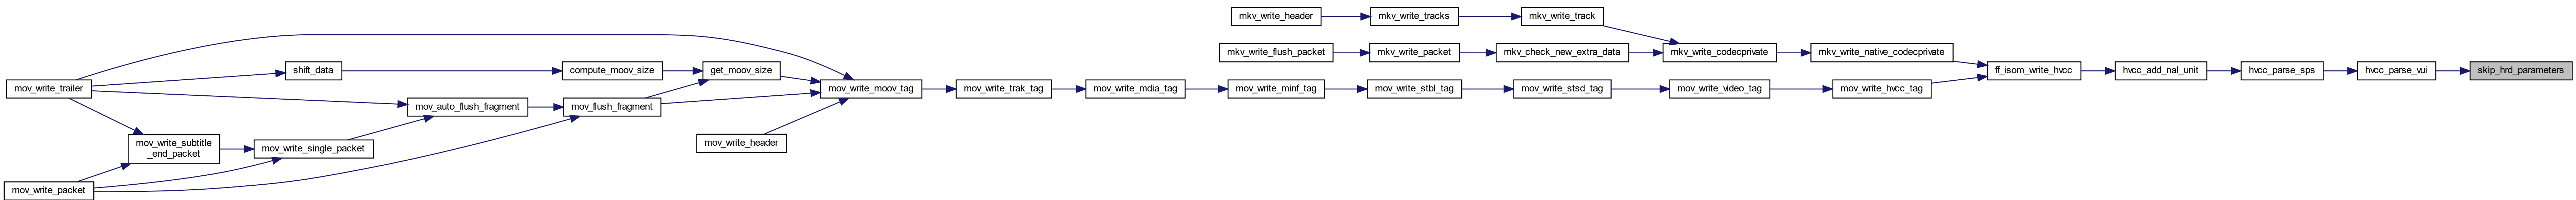 mkv_write_header
mkv_write_tracks
mkv_write_track
mkv_write_flush_packet
mkv_write_packet
mkv_check_new_extra_data
mkv_write_codecprivate
mkv_write_native_codecprivate
shift_data
compute_moov_size
get_moov_size
ff_isom_write_hvcc
hvcc_add_nal_unit
hvcc_parse_sps
hvcc_parse_vui
skip_hrd_parameters
mov_write_trailer
mov_write_moov_tag
mov_write_trak_tag
mov_write_mdia_tag
mov_write_minf_tag
mov_write_stbl_tag
mov_write_stsd_tag
mov_write_video_tag
mov_write_hvcc_tag
mov_auto_flush_fragment
mov_flush_fragment
mov_write_subtitle
_end_packet
mov_write_single_packet
mov_write_header
mov_write_packet